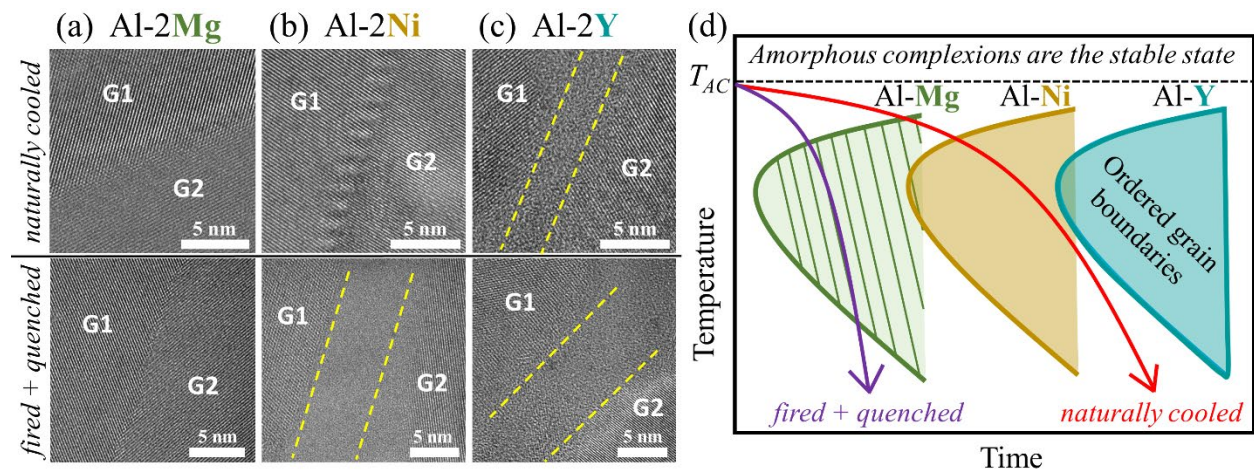 (a) Al-2Mg
(b) Al-2Ni
(c) Al-2Y
(d)
naturally cooled
G1
G2
5 nm
G1
G2
5 nm
G1
G2
5 nm
fired + quenched
G1
G2
5 nm
G1
G2
5 nm
G1
G2
5 nm
Amorphous complexions are the stable state
TAC
Al-Mg
Al-Ni
Al-Y
Ordered grain
boundaries
Temperature
fired + quenched
naturally cooled
Time